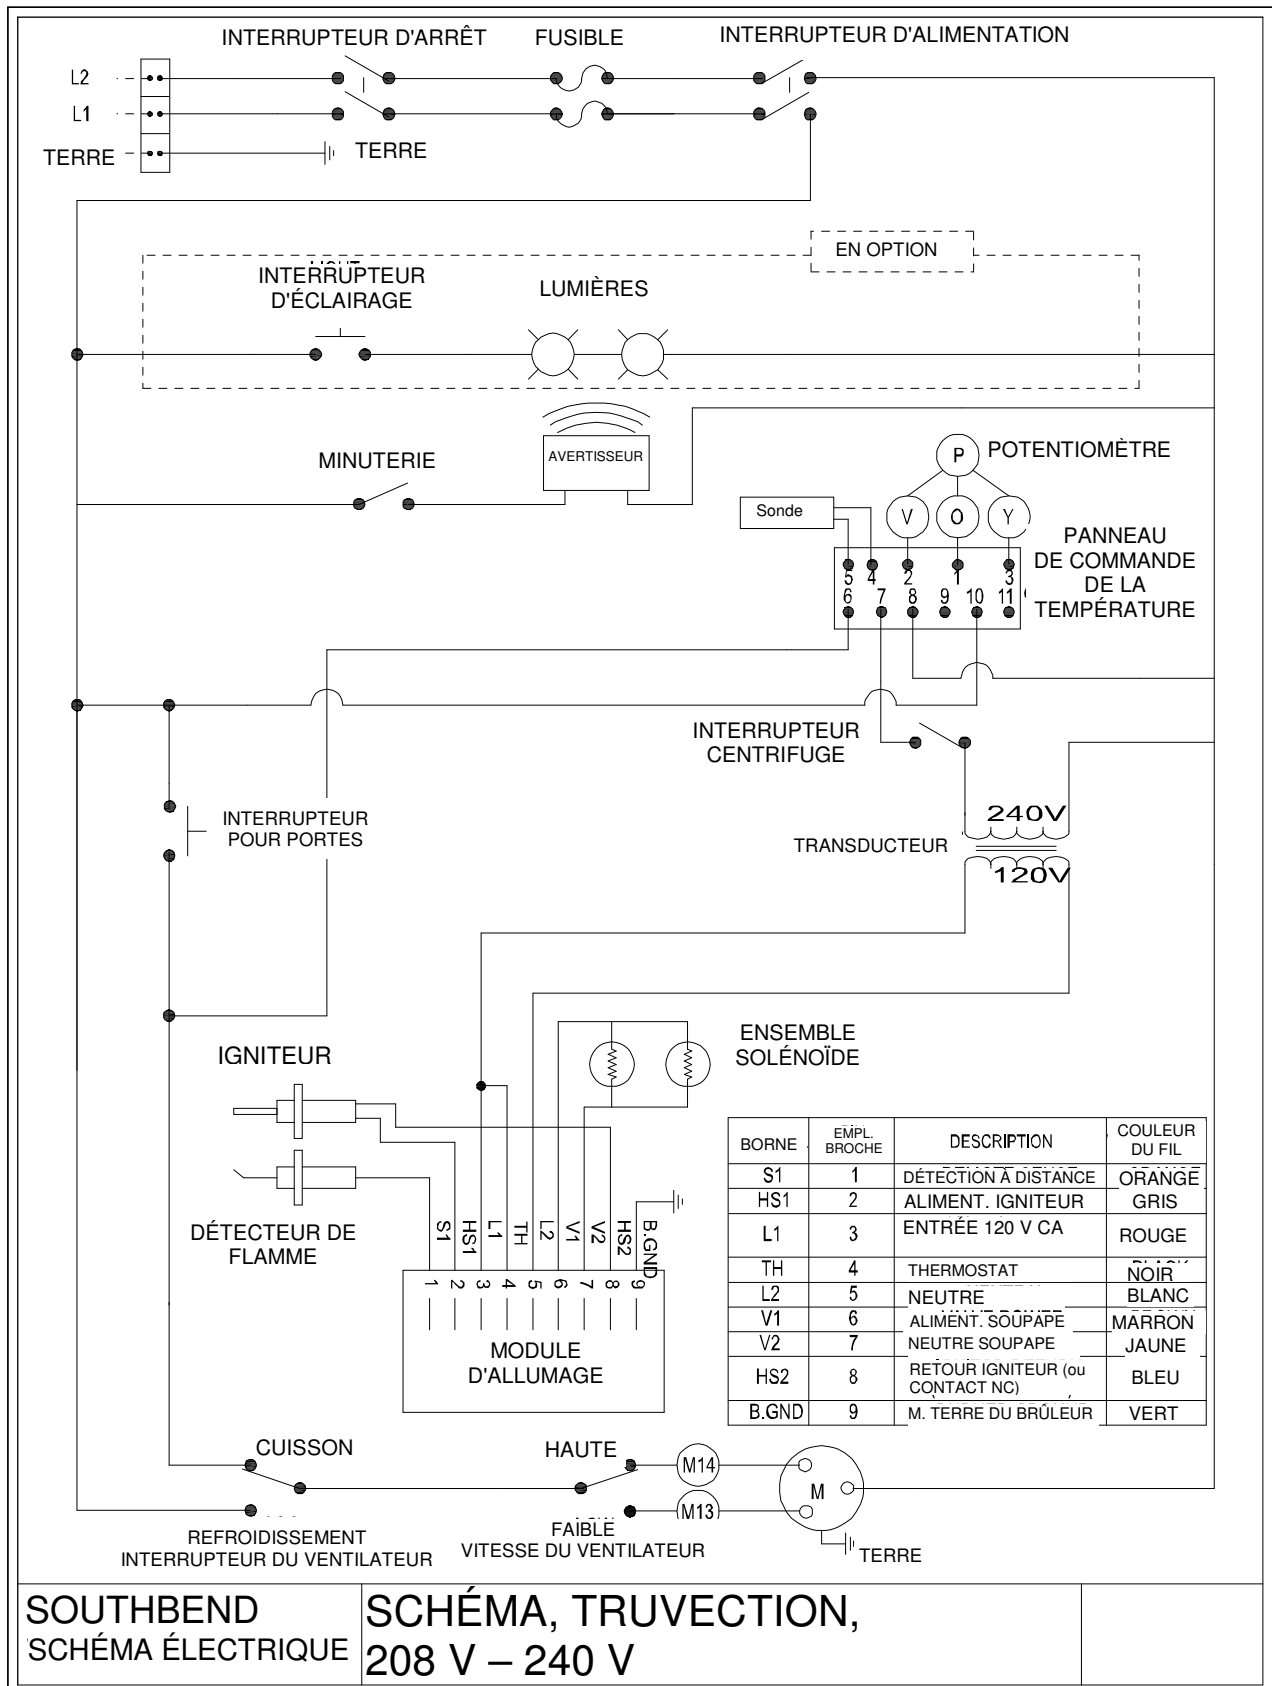 INTERRUPTEUR D'ARRÊT
FUSIBLE
INTERRUPTEUR D'ALIMENTATION
L2
L1
TERRE
TERRE
EN OPTION
INTERRUPTEUR
D'ÉCLAIRAGE
LUMIÈRES
MINUTERIE
AVERTISSEUR
P
POTENTIOMÈTRE
Sonde
V O Y
PANNEAU
DE COMMANDE
DE LA
TEMPÉRATURE
5 4 2 1 3
6 7 8 9 10 11
INTERRUPTEUR
CENTRIFUGE
INTERRUPTEUR
POUR PORTES
240V
TRANSDUCTEUR
120V
ENSEMBLE
SOLÉNOÏDE
IGNITEUR
DÉTECTEUR DE
FLAMME
S1 HS1 L1 TH L2 V1 V2 HS2 B.GND
1 2 3 4 5 6 7 8 9
MODULE
D'ALLUMAGE
BORNE EMPL. BROCHE DESCRIPTION COULEUR DU FIL
S1 1 DÉTECTION À DISTANCE ORANGE
HS1 2 ALIMENT. IGNITEUR GRIS
L1 3 ENTRÉE 120 V CA ROUGE
TH 4 THERMOSTAT NOIR
L2 5 NEUTRE BLANC
V1 6 ALIMENT. SOUPAPE MARRON
V2 7 NEUTRE SOUPAPE JAUNE
HS2 8 RETOUR IGNITEUR (ou CONTACT NC) BLEU
B.GND 9 M. TERRE DU BRÛLEUR VERT
CUISSON
HAUTE
M14
M
M13
REFROIDISSEMENT
INTERRUPTEUR DU VENTILATEUR
FAIBLE
VITESSE DU VENTILATEUR
TERRE
SOUTHBEND
SCHÉMA ÉLECTRIQUE
SCHÉMA, TRUVECTION,
208 V – 240 V